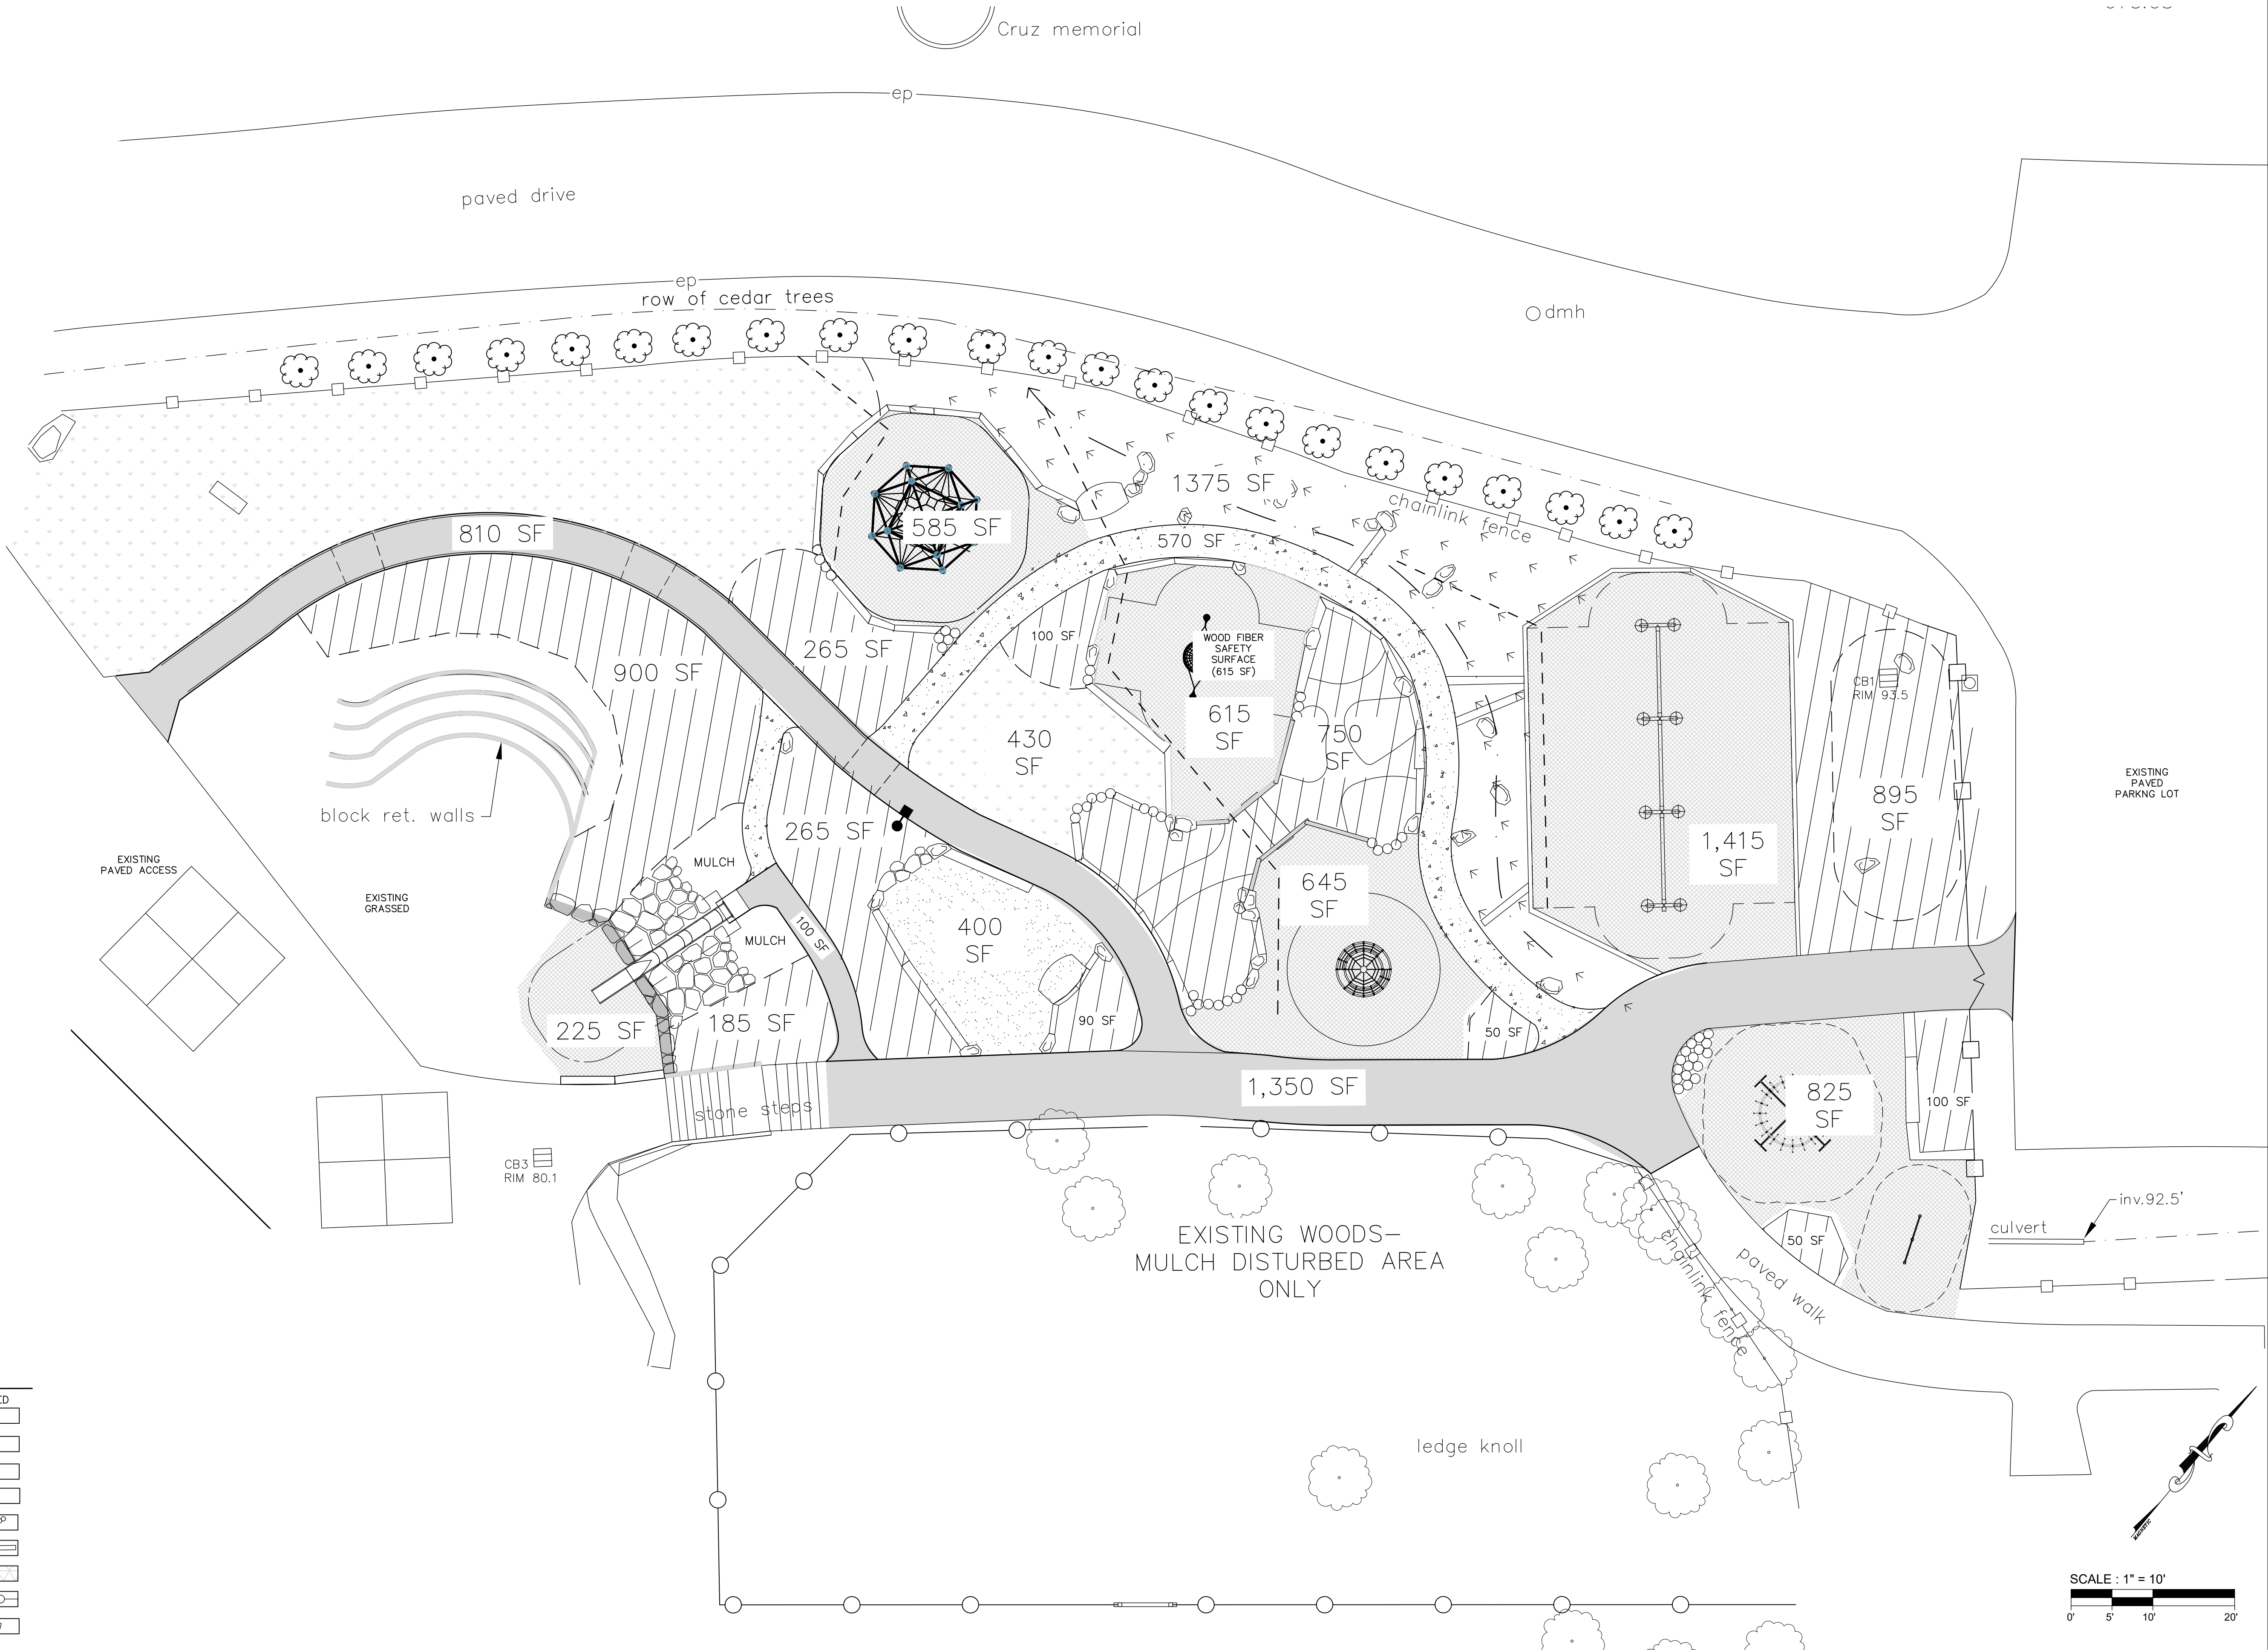 Cruz memorial
ep
paved drive
ep
row of cedar trees
dmh
1375 SF
chainlink fence
585 SF
810 SF
570 SF
100 SF
WOOD FIBER
SAFETY
SURFACE
(615 SF)
265 SF
900 SF
CB1
RIM 93.5
615
SF
750
SF
430
SF
EXISTING
PAVED
PARKNG LOT
895
SF
block ret. walls
265 SF
1,415
SF
MULCH
EXISTING
PAVED ACCESS
645
SF
EXISTING
GRASSED
400
SF
100 SF
MULCH
225 SF
185 SF
90 SF
50 SF
1,350 SF
825
SF
100 SF
stone steps
CB3
RIM 80.1
inv.92.5'
culvert
50 SF
EXISTING WOODS–
MULCH DISTURBED AREA
ONLY
chainlink fence
paved walk
ledge knoll
MAGNETIC
SCALE : 1" = 10'
0' 5' 10' 20'